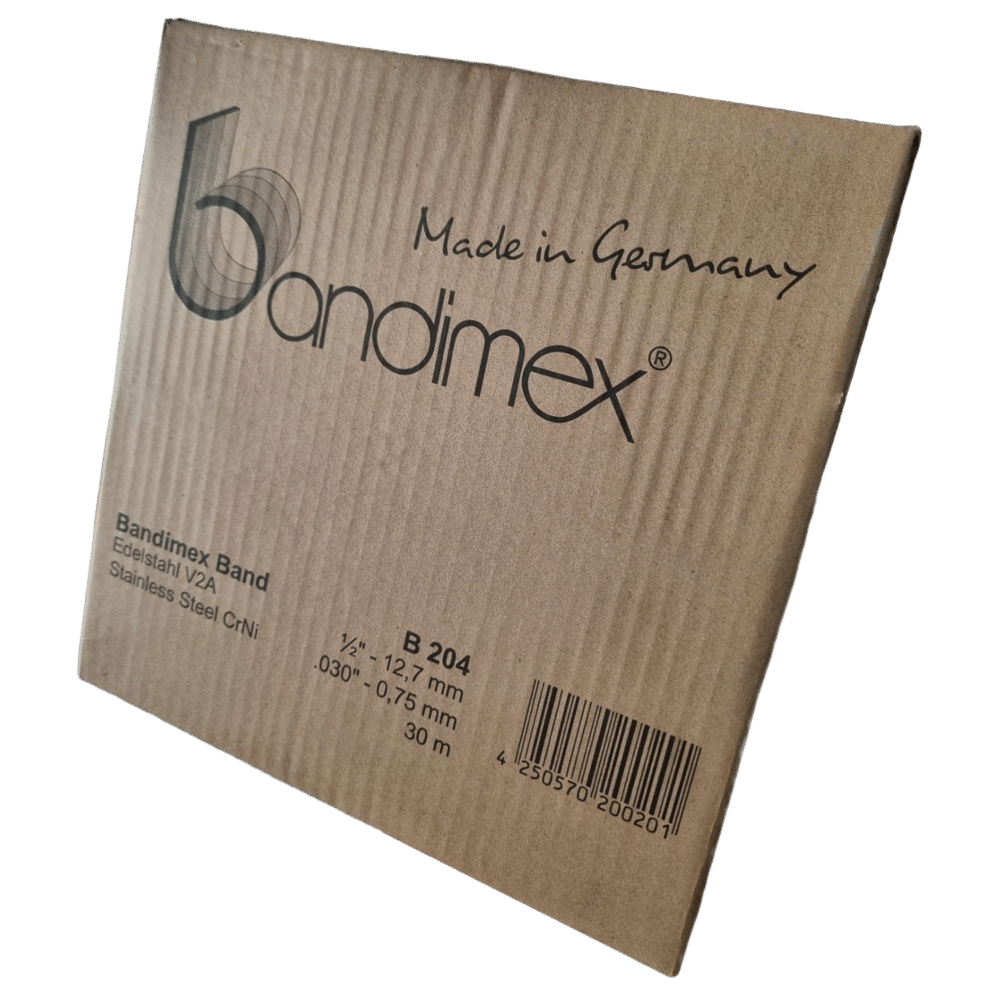 Made in Germany
bandimex®
Bandimex Band
Edelstahl V2A
Stainless Steel CrNi
B 204
½" - 12,7 mm
.030" - 0,75 mm
30 m
4 250570 200201